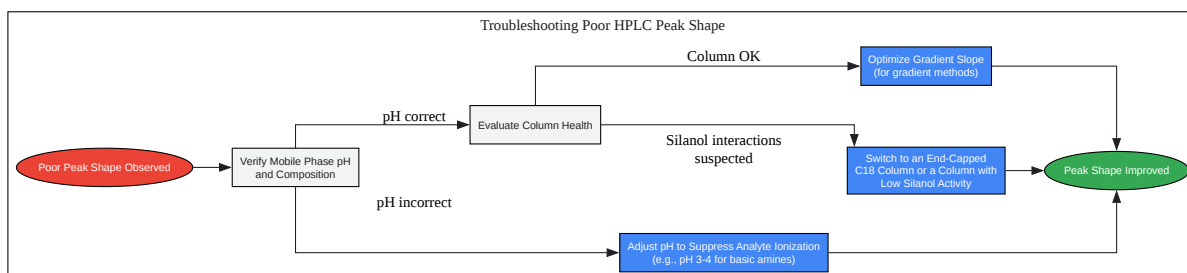 Troubleshooting Poor HPLC Peak Shape
Column OK
Optimize Gradient Slope
(for gradient methods)
pH correct
Evaluate Column Health
Silanol interactions
suspected
Poor Peak Shape Observed
Verify Mobile Phase pH
and Composition
Switch to an End-Capped
C18 Column or a Column with
Low Silanol Activity
Peak Shape Improved
pH incorrect
Adjust pH to Suppress Analyte Ionization
(e.g., pH 3-4 for basic amines)